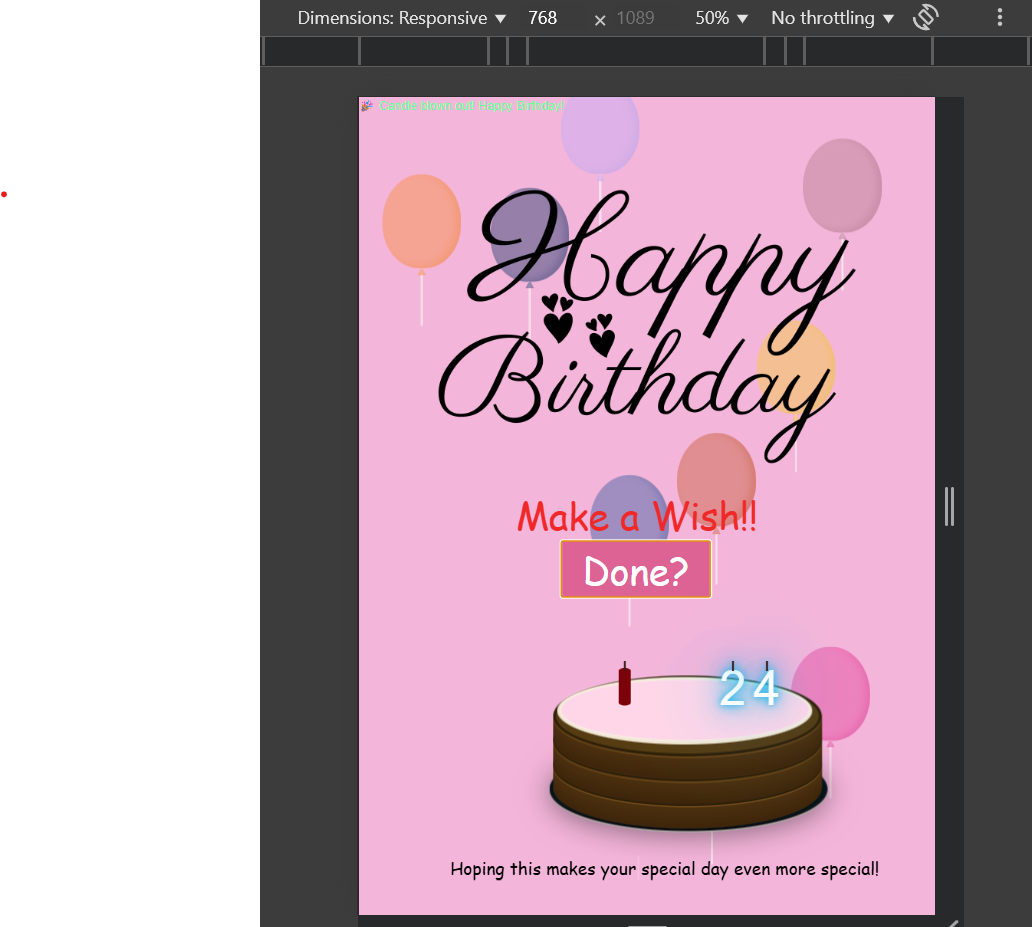 Dimensions: Responsive ▼ 768 × 1089 50% ▼ No throttling ▼
🎉 Candle blown out! Happy Birthday!
Happy
Birthday
Make a Wish!!
Done?
24
Hoping this makes your special day even more special!